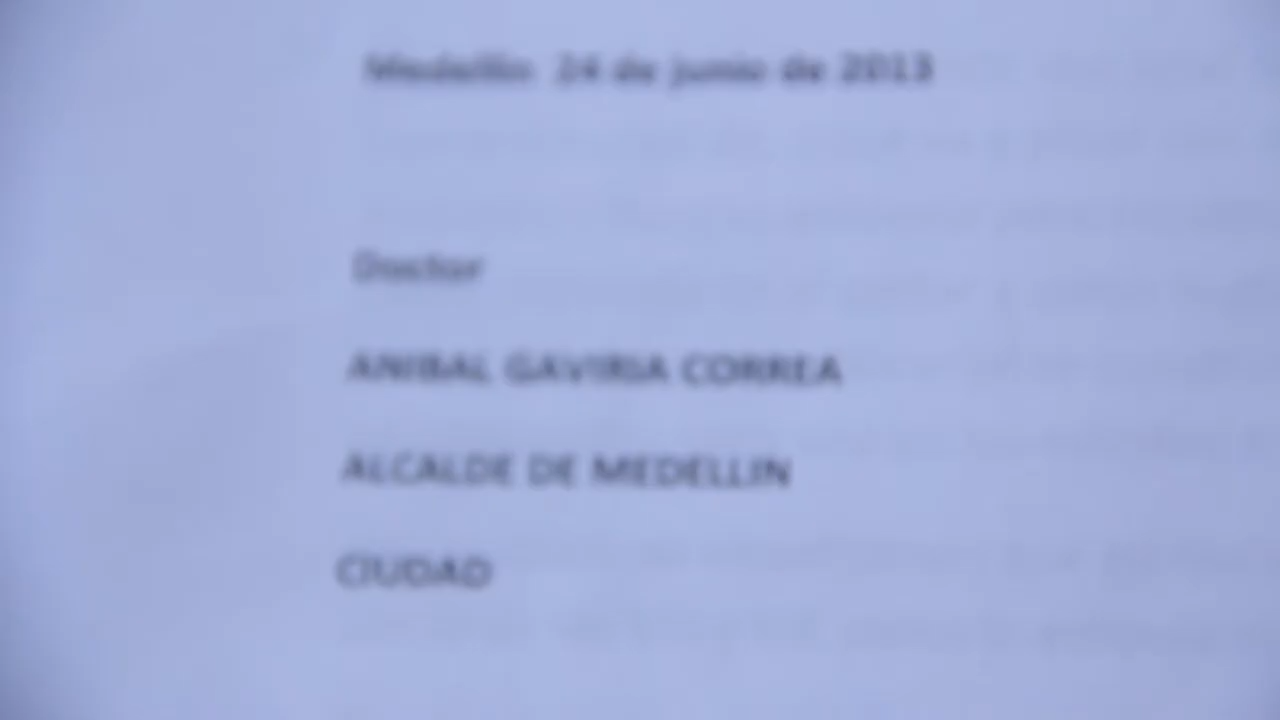 Medellín 24 de junio de 2013
Doctor
ANIBAL GAVIRIA CORREA
ALCALDE DE MEDELLIN
CIUDAD